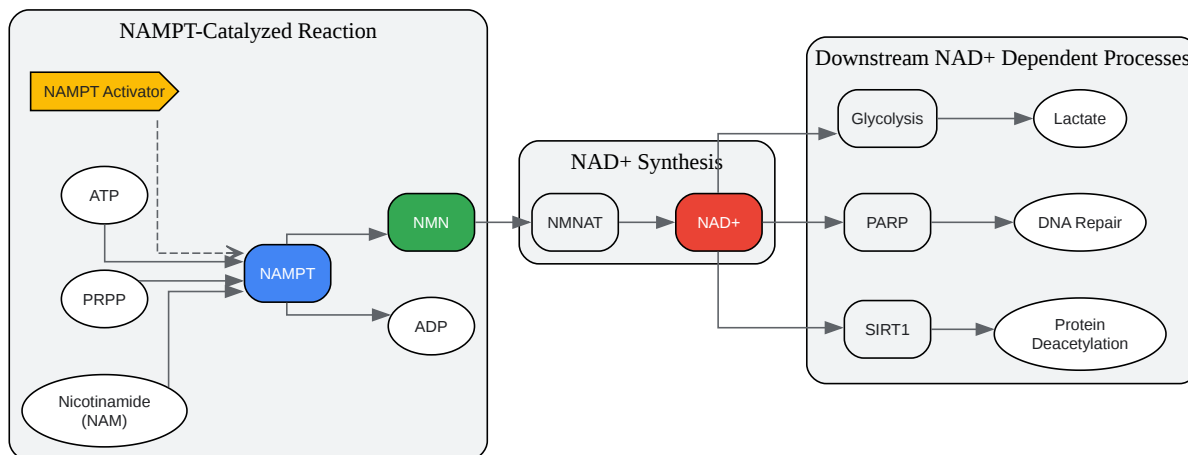 NAMPT-Catalyzed Reaction
NAMPT Activator
ATP
PRPP
Nicotinamide
(NAM)
NAMPT
NMN
ADP
NAD+ Synthesis
NMNAT
NAD+
Downstream NAD+ Dependent Processes
Glycolysis
Lactate
PARP
DNA Repair
SIRT1
Protein
Deacetylation